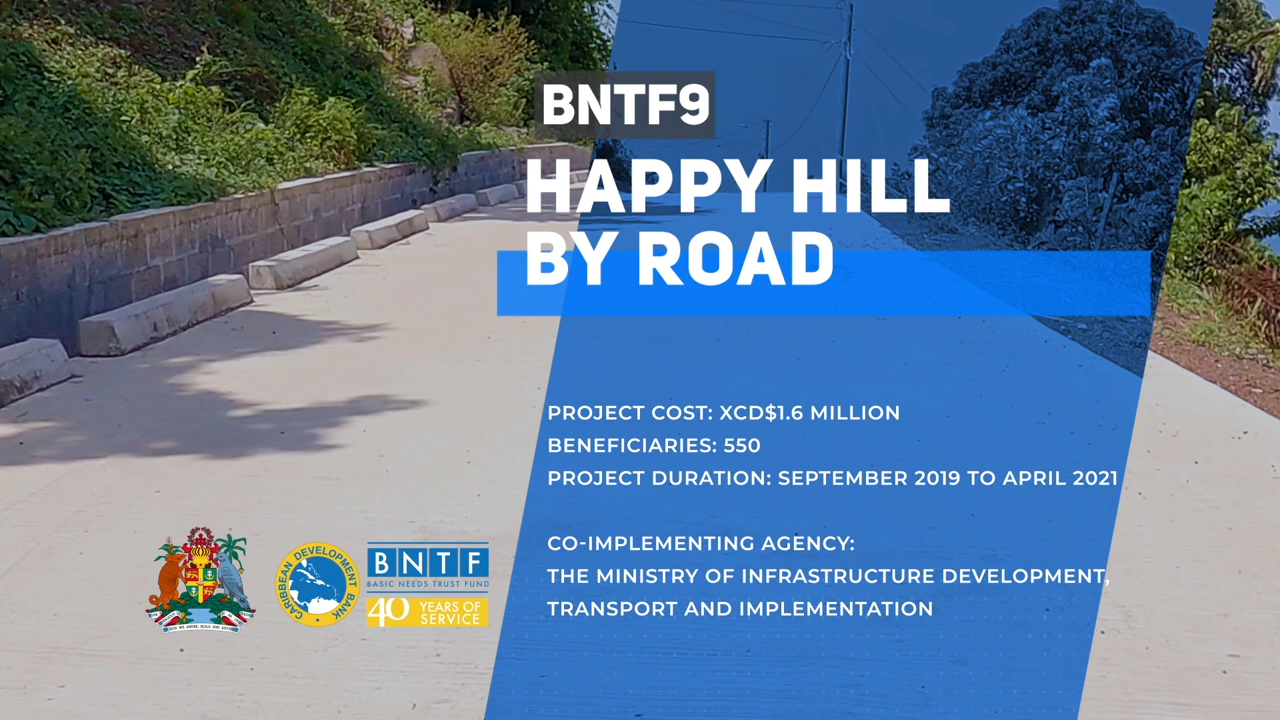 BNTF9
HAPPY HILL
BY ROAD
PROJECT COST: XCD$1.6 MILLION
BENEFICIARIES: 550
PROJECT DURATION: SEPTEMBER 2019 TO APRIL 2021
CO-IMPLEMENTING AGENCY:
THE MINISTRY OF INFRASTRUCTURE DEVELOPMENT,
TRANSPORT AND IMPLEMENTATION
CARIBBEAN DEVELOPMENT BANK
BNTF
BASIC NEEDS TRUST FUND
40 YEARS OF
SERVICE